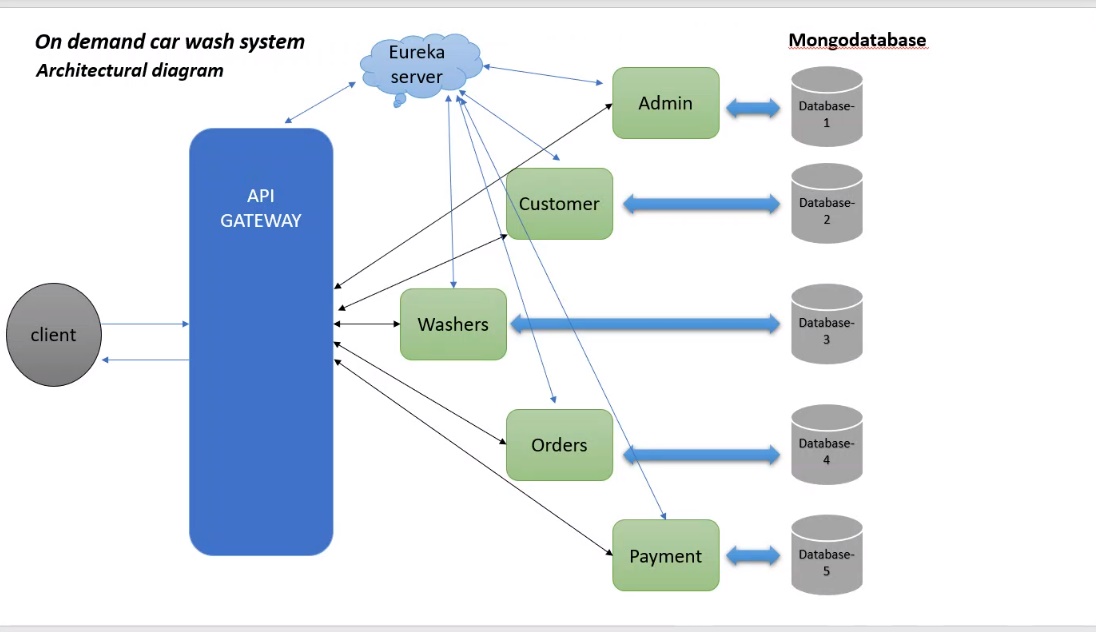 On demand car wash system
Architectural diagram
Eureka
server
Mongodatabase
Admin
Database-
1
API
GATEWAY
Customer
Database-
2
client
Washers
Database-
3
Orders
Database-
4
Payment
Database-
5